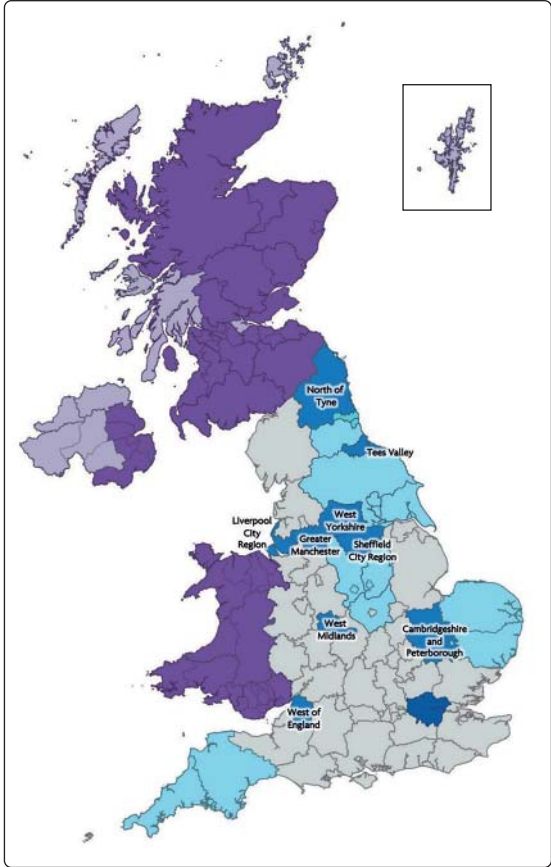 North of
Tyne
Tees Valley
West
Yorkshire
Liverpool
City
Region
Greater
Manchester
Sheffield
City Region
West
Midlands
Cambridgeshire
and
Peterborough
West of
England